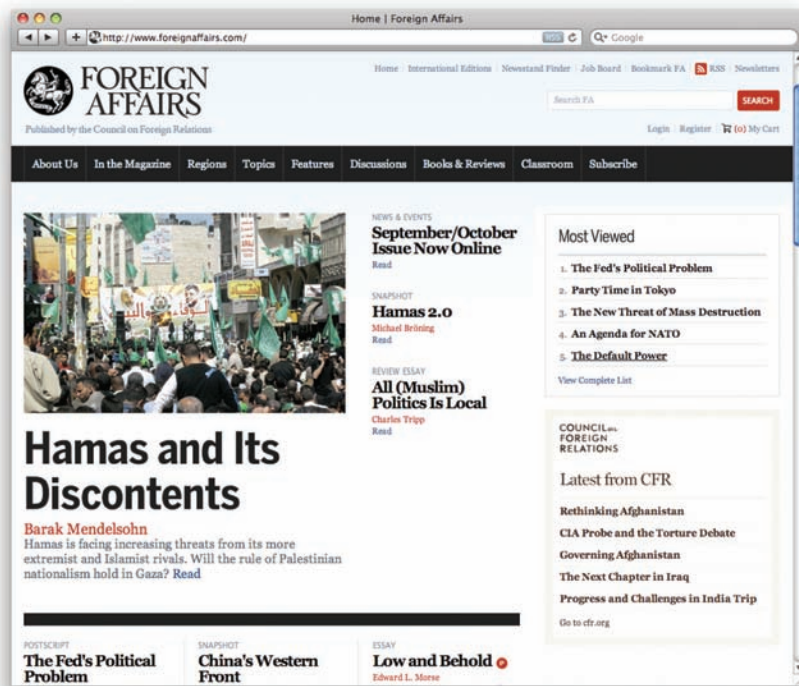 Home | Foreign Affairs
http://www.foreignaffairs.com/
RSS
Google
Home International Editions Newsstand Finder Job Board Bookmark FA RSS Newsletters
FOREIGN
AFFAIRS
Published by the Council on Foreign Relations
Search FA
SEARCH
Login Register (0) My Cart
About Us In the Magazine Regions Topics Features Discussions Books & Reviews Classroom Subscribe
NEWS & EVENTS
September/October
Issue Now Online
Read
SNAPSHOT
Hamas 2.0
Michael Bröning
Read
REVIEW ESSAY
All (Muslim)
Politics Is Local
Charles Tripp
Read
Hamas and Its
Discontents
Barak Mendelsohn
Hamas is facing increasing threats from its more
extremist and Islamist rivals. Will the rule of Palestinian
nationalism hold in Gaza? Read
Most Viewed
1. The Fed's Political Problem
2. Party Time in Tokyo
3. The New Threat of Mass Destruction
4. An Agenda for NATO
5. The Default Power
View Complete List
COUNCIL on
FOREIGN
RELATIONS
Latest from CFR
Rethinking Afghanistan
CIA Probe and the Torture Debate
Governing Afghanistan
The Next Chapter in Iraq
Progress and Challenges in India Trip
Go to cfr.org
POSTSCRIPT
The Fed's Political
Problem
SNAPSHOT
China's Western
Front
ESSAY
Low and Behold P
Edward L. Morse